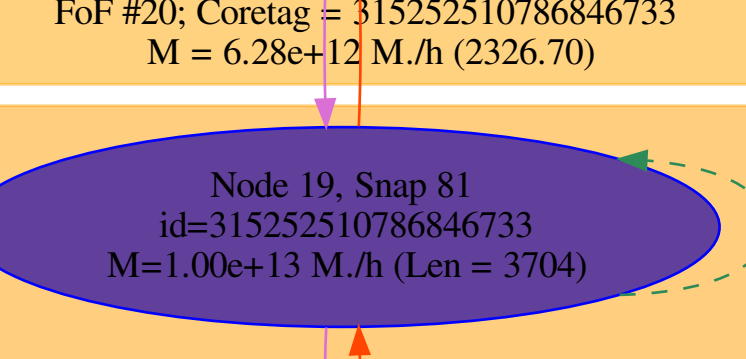 FoF #20; Coretag = 315252510786846733
M = 6.28e+12 M./h (2326.70)
Node 19, Snap 81
id=315252510786846733
M=1.00e+13 M./h (Len = 3704)